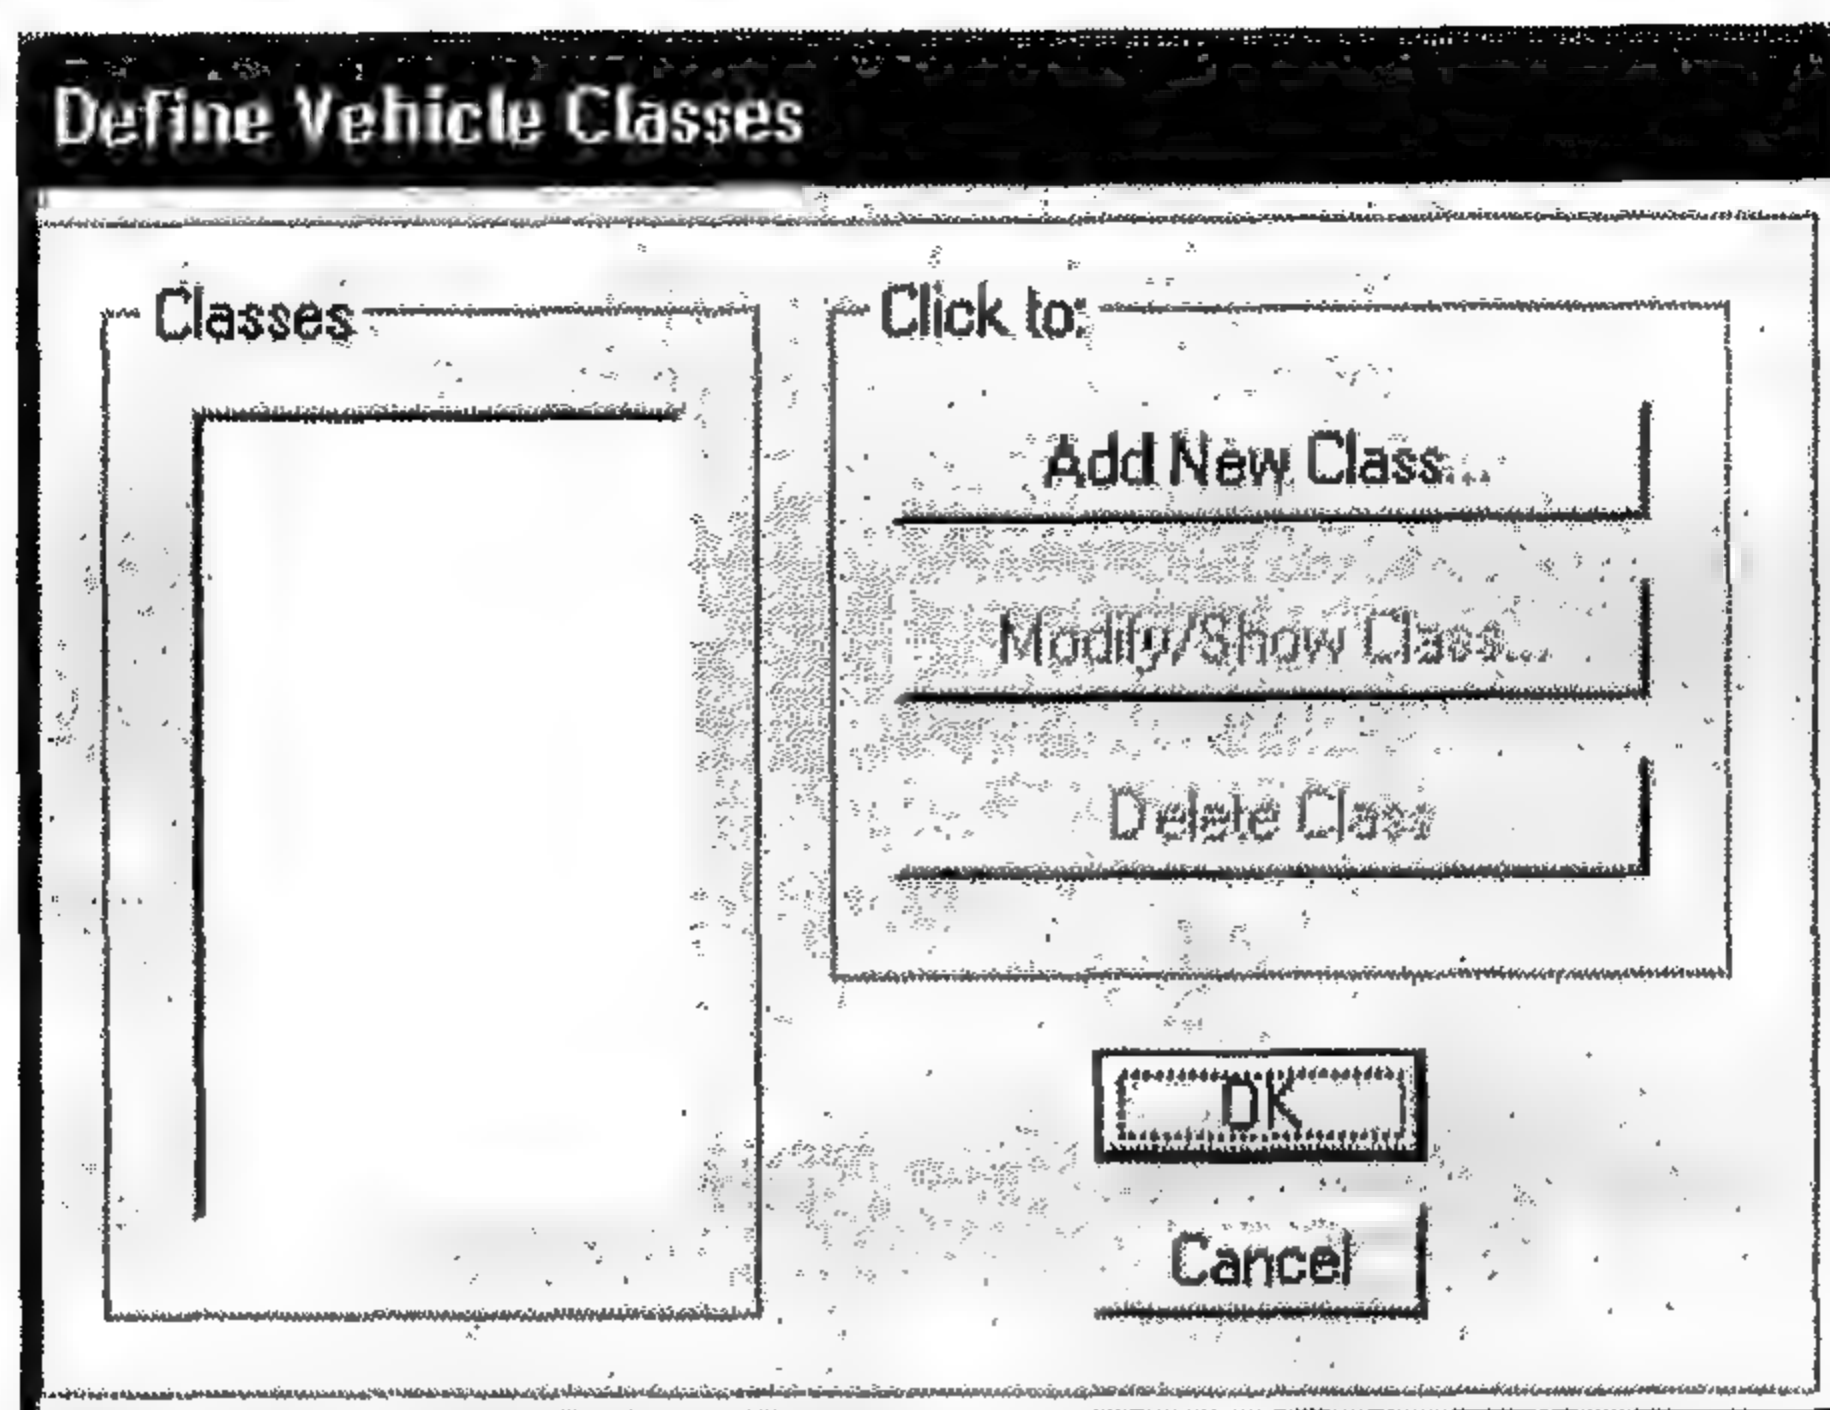 Define Vehicle Classes
Classes
Click to:
Add New Class...
Modify/Show Class...
Delete Class
OK
Cancel